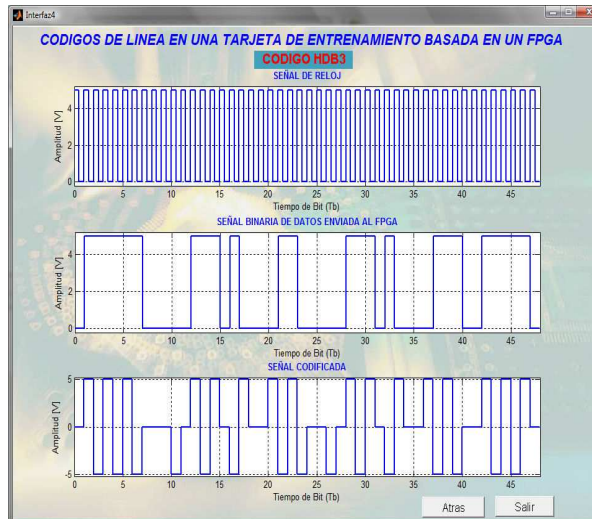 Interfaz4
CODIGOS DE LINEA EN UNA TARJETA DE ENTRENAMIENTO BASADA EN UN FPGA
CODIGO HDB3
SEÑAL DE RELOJ
Amplitud [V]
4
2
0
0 5 10 15 20 25 30 35 40 45
Tiempo de Bit (Tb)
SEÑAL BINARIA DE DATOS ENVIADA AL FPGA
Amplitud [V]
4
2
0
0 5 10 15 20 25 30 35 40 45
Tiempo de Bit (Tb)
SEÑAL CODIFICADA
Amplitud [V]
5
0
-5
0 5 10 15 20 25 30 35 40 45
Tiempo de Bit (Tb)
Atras
Salir